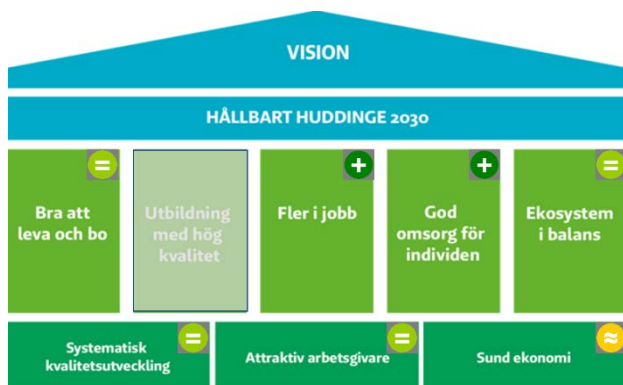 VISION
HÅLLBART HUDDINGE 2030
=
+
+
=
Bra att
leva och bo
Utbildning
med hög
kvalitet
Fler i jobb
God
omsorg för
individen
Ekosystem
i balans
=
=
≈
Systematisk
kvalitetsutveckling
Attraktiv arbetsgivare
Sund ekonomi